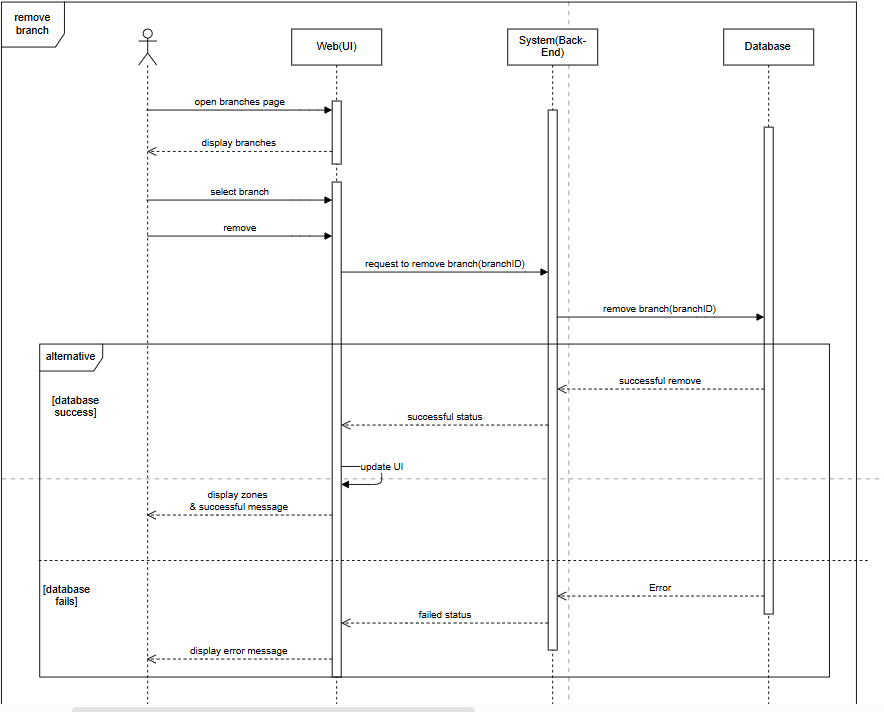 remove
branch
Web(UI)
System(Back-
End)
Database
open branches page
display branches
select branch
remove
request to remove branch(branchID)
remove branch(branchID)
alternative
[database
success]
successful remove
successful status
update UI
display zones
& successful message
[database
fails]
Error
failed status
display error message